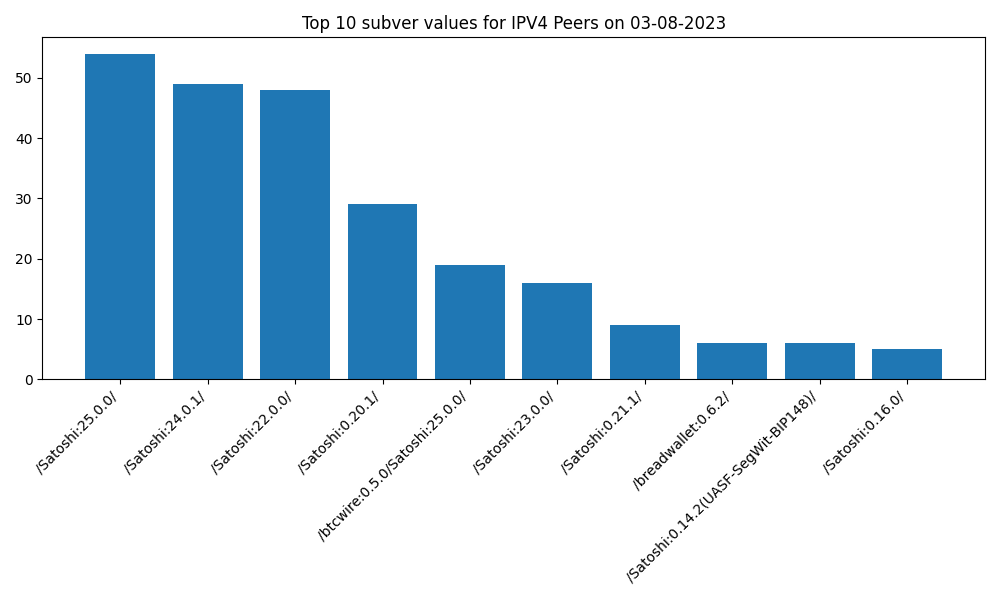 Top 10 subver values for IPV4 Peers on 03-08-2023
50
40
30
20
10
0
/Satoshi:25.0.0/
/Satoshi:24.0.1/
/Satoshi:22.0.0/
/Satoshi:0.20.1/
/btcwire:0.5.0/Satoshi:25.0.0/
/Satoshi:23.0.0/
/Satoshi:0.21.1/
/breadwallet:0.6.2/
/Satoshi:0.14.2(UASF-SegWit-BIP148)/
/Satoshi:0.16.0/